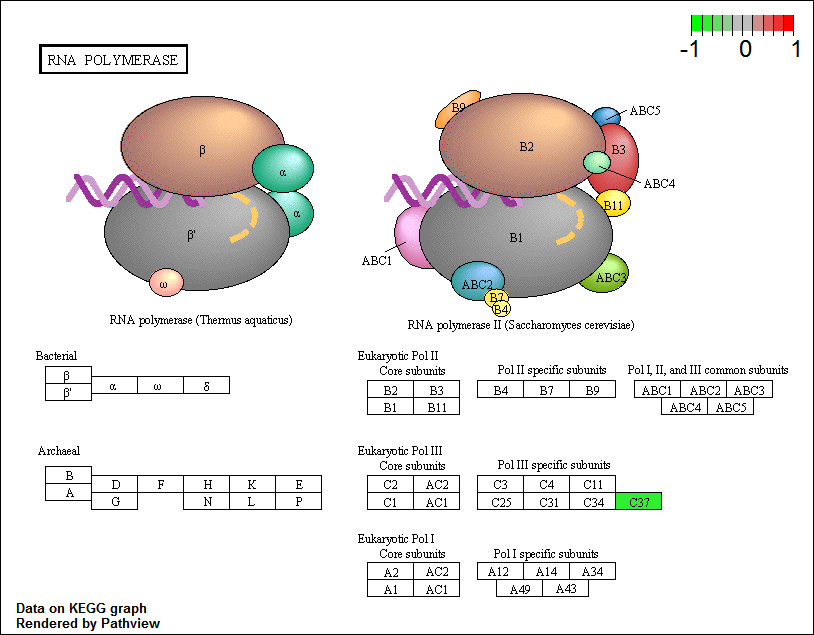 -1 0 1
RNA POLYMERASE
β
α
α
β'
ω
RNA polymerase (Thermus aquaticus)
B9
B2
ABC5
B3
ABC4
B11
B1
ABC1
ABC2
ABC3
B7
B4
RNA polymerase II (Saccharomyces cerevisiae)
Bacterial
β
β' α ω δ
Eukaryotic Pol II
Core subunits
B2 B3
B1 B11
Pol II specific subunits
B4 B7 B9
Pol I, II, and III common subunits
ABC1 ABC2 ABC3
ABC4 ABC5
Archaeal
B
A
D F H K E
G N L P
Eukaryotic Pol III
Core subunits
C2 AC2
C1 AC1
Pol III specific subunits
C3 C4 C11
C25 C31 C34 C37
Eukaryotic Pol I
Core subunits
A2 AC2
A1 AC1
Pol I specific subunits
A12 A14 A34
A49 A43
Data on KEGG graph
Rendered by Pathview